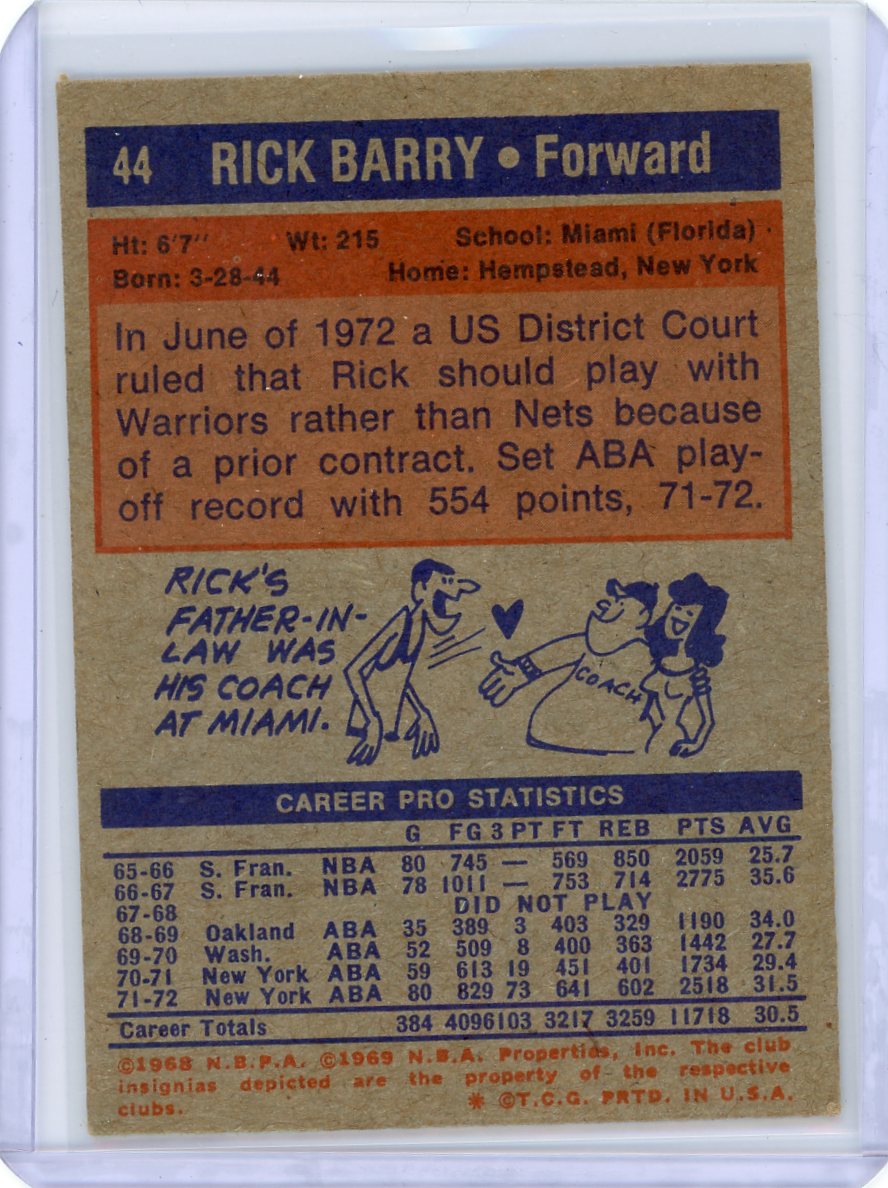 44 RICK BARRY • Forward
Ht: 6'7" Wt: 215 School: Miami (Florida)
Born: 3-28-44 Home: Hempstead, New York
In June of 1972 a US District Court
ruled that Rick should play with
Warriors rather than Nets because
of a prior contract. Set ABA play-
off record with 554 points, 71-72.
RICK'S
FATHER-IN-
LAW WAS
HIS COACH
AT MIAMI.
COACH
CAREER PRO STATISTICS
G FG 3 PT FT REB PTS AVG
65-66 S. Fran. NBA 80 745 — 569 850 2059 25.7
66-67 S. Fran. NBA 78 1011 — 753 714 2775 35.6
67-68 DID NOT PLAY
68-69 Oakland ABA 35 389 3 403 329 1190 34.0
69-70 Wash. ABA 52 509 8 400 363 1442 27.7
70-71 New York ABA 59 613 19 451 401 1734 29.4
71-72 New York ABA 80 829 73 641 602 2518 31.5
Career Totals 384 4096 103 3217 3259 11718 30.5
©1968 N.B.P.A. ©1969 N.B.A. Properties, Inc. The club
insignias depicted are the property of the respective
clubs. * ©T.C.G. PRTD. IN U.S.A.